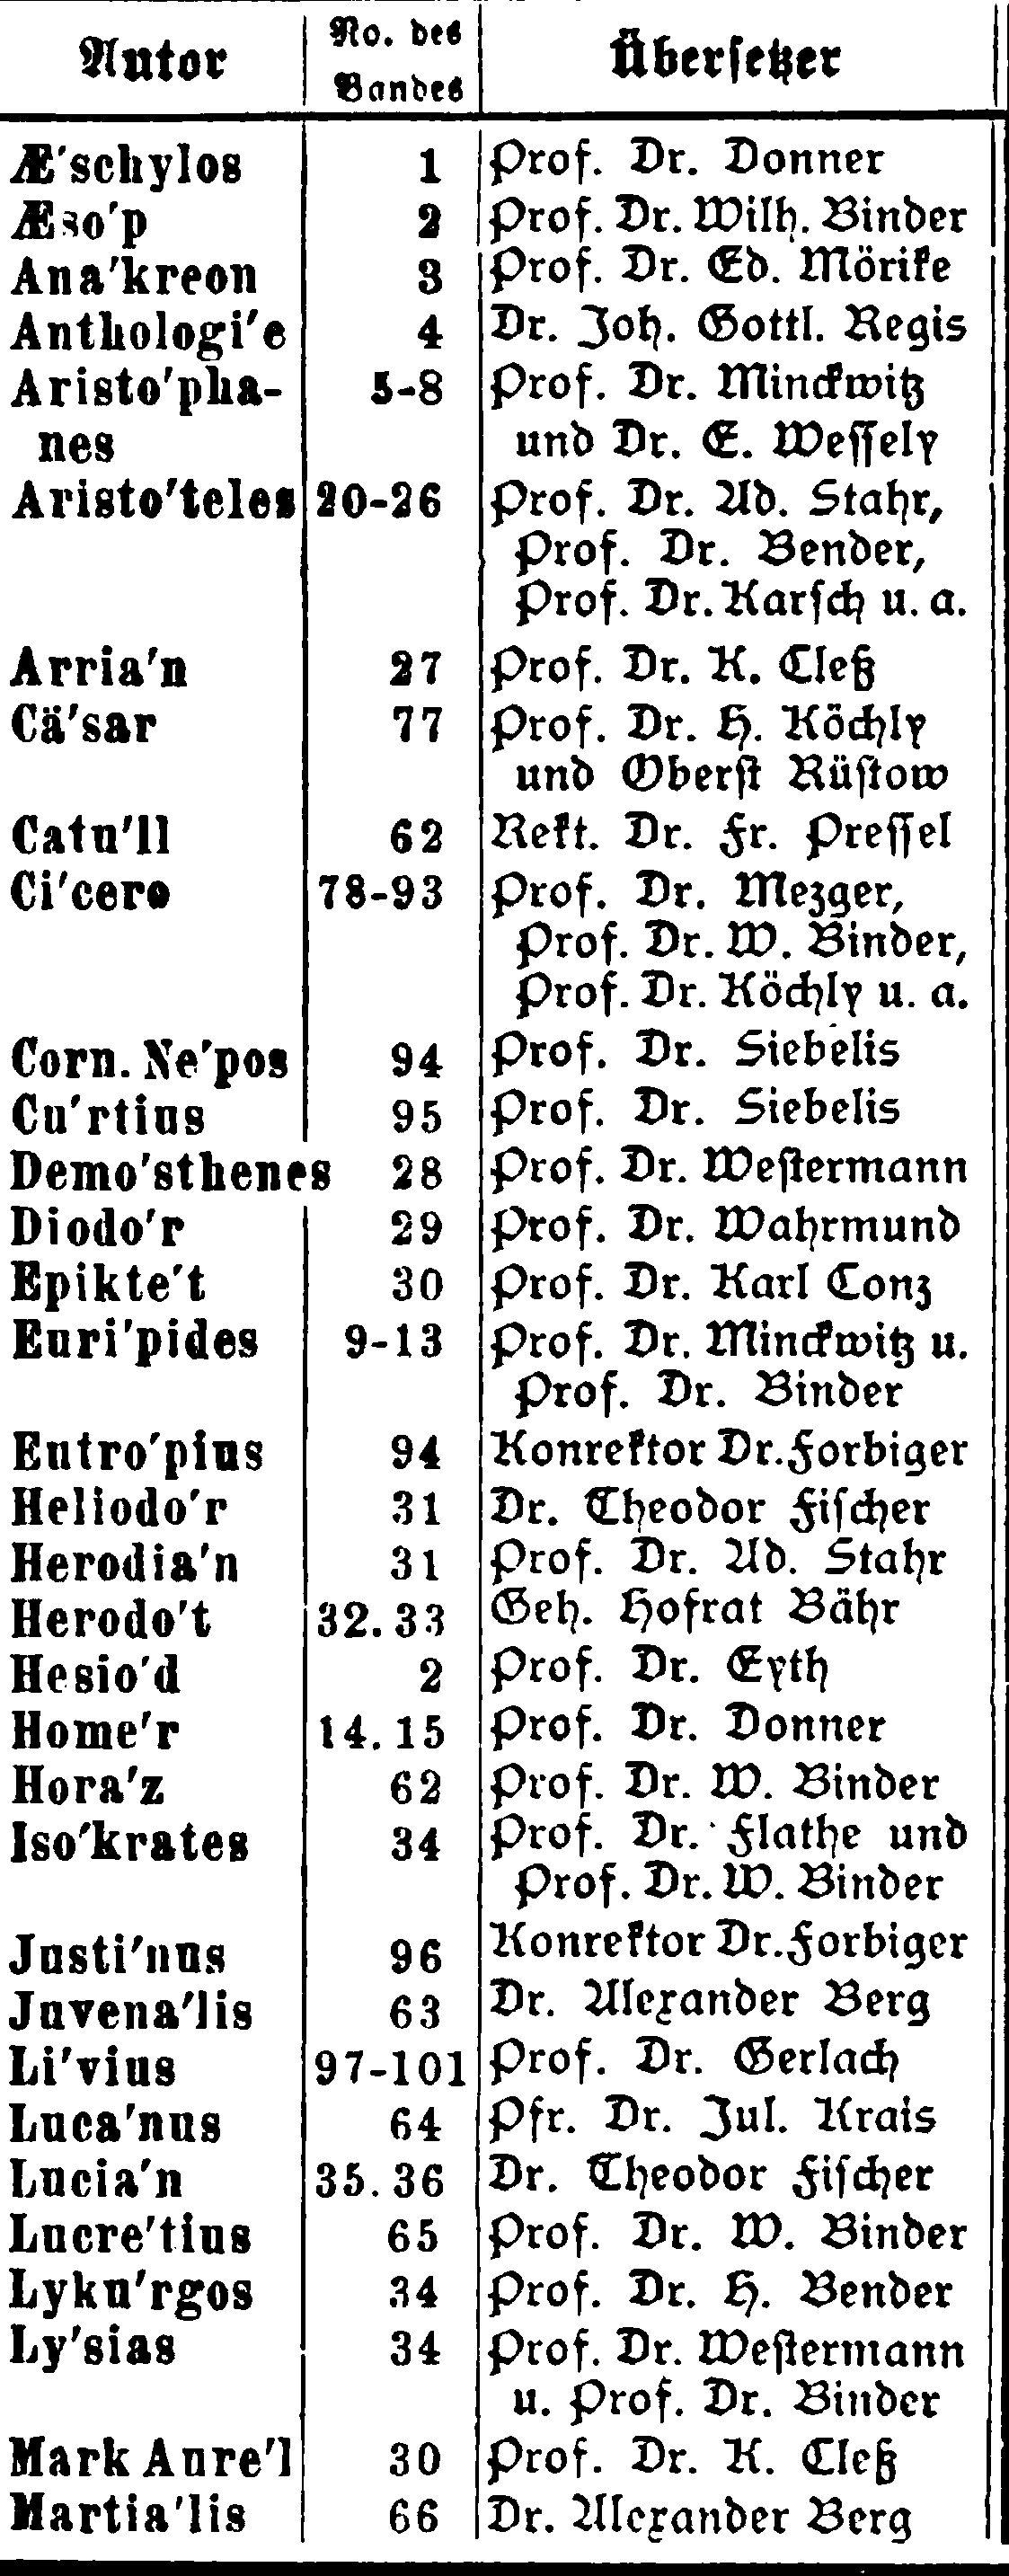 Autor No. des Bandes Übersetzer
Æ'schylos 1 Prof. Dr. Donner
Æso'p 2 Prof. Dr. Wilh. Binder
Ana'kreon 3 Prof. Dr. Ed. Mörike
Anthologi'e 4 Dr. Joh. Gottl. Regis
Aristo'pha- 5-8 Prof. Dr. Minckwitz
nes und Dr. E. Weſſely
Aristo'teles 20-26 Prof. Dr. Ad. Stahr,
Prof. Dr. Bender,
Prof. Dr. Karſch u. a.
Arria'n 27 Prof. Dr. K. Cleß
Cä'sar 77 Prof. Dr. H. Köchly
und Oberſt Rüſtow
Catu'll 62 Rekt. Dr. Fr. Preſſel
Ci'cero 78-93 Prof. Dr. Mezger,
Prof. Dr. W. Binder,
Prof. Dr. Köchly u. a.
Corn. Ne'pos 94 Prof. Dr. Siebelis
Cu'rtius 95 Prof. Dr. Siebelis
Demo'sthenes 28 Prof. Dr. Weſtermann
Diodo'r 29 Prof. Dr. Wahrmund
Epikte't 30 Prof. Dr. Karl Conz
Euri'pides 9-13 Prof. Dr. Minckwitz u.
Prof. Dr. Binder
Eutro'pius 94 Konrektor Dr. Forbiger
Heliodo'r 31 Dr. Theodor Fiſcher
Herodia'n 31 Prof. Dr. Ad. Stahr
Herodo't 32. 33 Geh. Hofrat Bähr
Hesio'd 2 Prof. Dr. Eyth
Home'r 14. 15 Prof. Dr. Donner
Hora'z 62 Prof. Dr. W. Binder
Iso'krates 34 Prof. Dr. Flathe und
Prof. Dr. W. Binder
Justi'nus 96 Konrektor Dr. Forbiger
Juvena'lis 63 Dr. Alexander Berg
Li'vius 97-101 Prof. Dr. Gerlach
Luca'nus 64 Pfr. Dr. Jul. Krais
Lucia'n 35. 36 Dr. Theodor Fiſcher
Lucre'tius 65 Prof. Dr. W. Binder
Lyku'rgos 34 Prof. Dr. H. Bender
Ly'sias 34 Prof. Dr. Weſtermann
u. Prof. Dr. Binder
Mark Aure'l 30 Prof. Dr. K. Cleß
Martia'lis 66 Dr. Alexander Berg